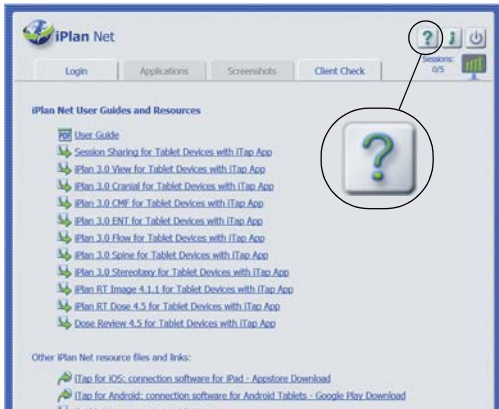 iPlan Net
?
i
Login
Applications
Screenshots
Client Check
Sessions:
0/5
iPlan Net User Guides and Resources
PDF User Guide
Session Sharing for Tablet Devices with iTap App
iPlan 3.0 View for Tablet Devices with iTap App
iPlan 3.0 Cranial for Tablet Devices with iTap App
iPlan 3.0 CMF for Tablet Devices with iTap App
iPlan 3.0 ENT for Tablet Devices with iTap App
iPlan 3.0 Flow for Tablet Devices with iTap App
iPlan 3.0 Spine for Tablet Devices with iTap App
iPlan 3.0 Stereotaxy for Tablet Devices with iTap App
iPlan RT Image 4.1.1 for Tablet Devices with iTap App
iPlan RT Dose 4.5 for Tablet Devices with iTap App
Dose Review 4.5 for Tablet Devices with iTap App
?
Other iPlan Net resource files and links:
iTap for iOS: connection software for iPad - Appstore Download
iTap for Android: connection software for Android Tablets - Google Play Download